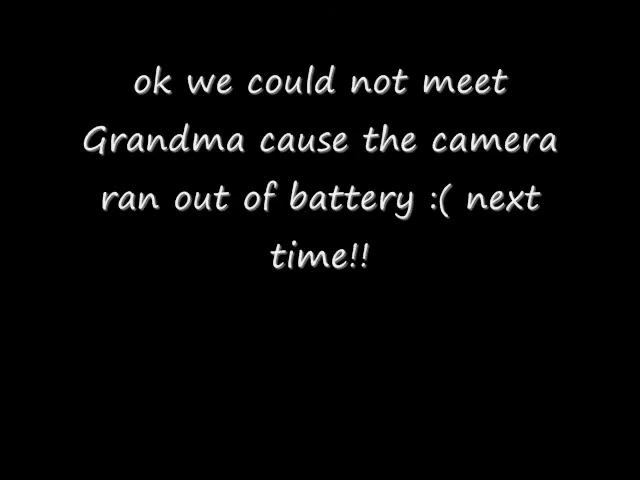 ok we could not meet
Grandma cause the camera
ran out of battery :( next
time!!